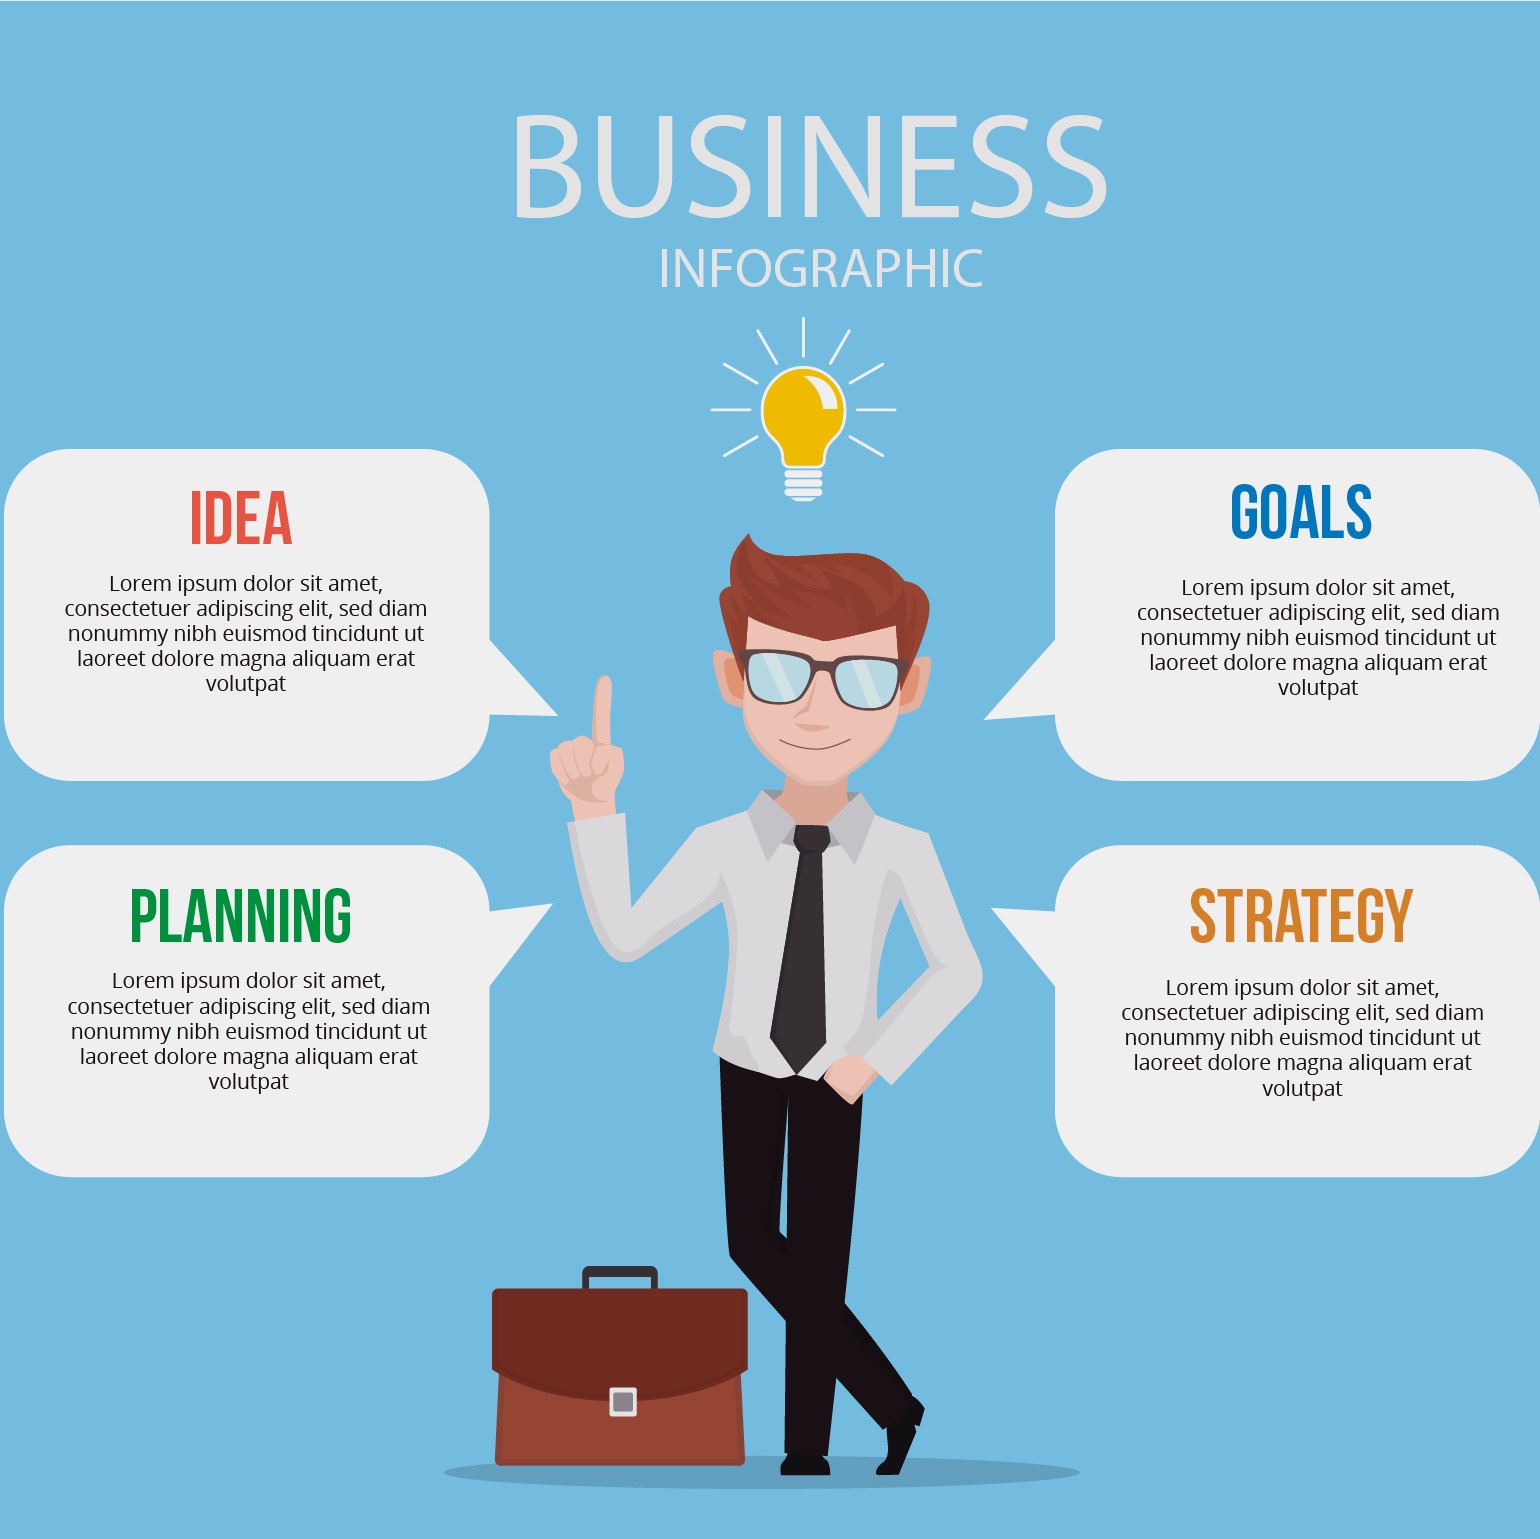 BUSINESS
INFOGRAPHIC
IDEA
Lorem ipsum dolor sit amet,
consectetuer adipiscing elit, sed diam
nonummy nibh euismod tincidunt ut
laoreet dolore magna aliquam erat
volutpat
GOALS
Lorem ipsum dolor sit amet,
consectetuer adipiscing elit, sed diam
nonummy nibh euismod tincidunt ut
laoreet dolore magna aliquam erat
volutpat
PLANNING
Lorem ipsum dolor sit amet,
consectetuer adipiscing elit, sed diam
nonummy nibh euismod tincidunt ut
laoreet dolore magna aliquam erat
volutpat
STRATEGY
Lorem ipsum dolor sit amet,
consectetuer adipiscing elit, sed diam
nonummy nibh euismod tincidunt ut
laoreet dolore magna aliquam erat
volutpat